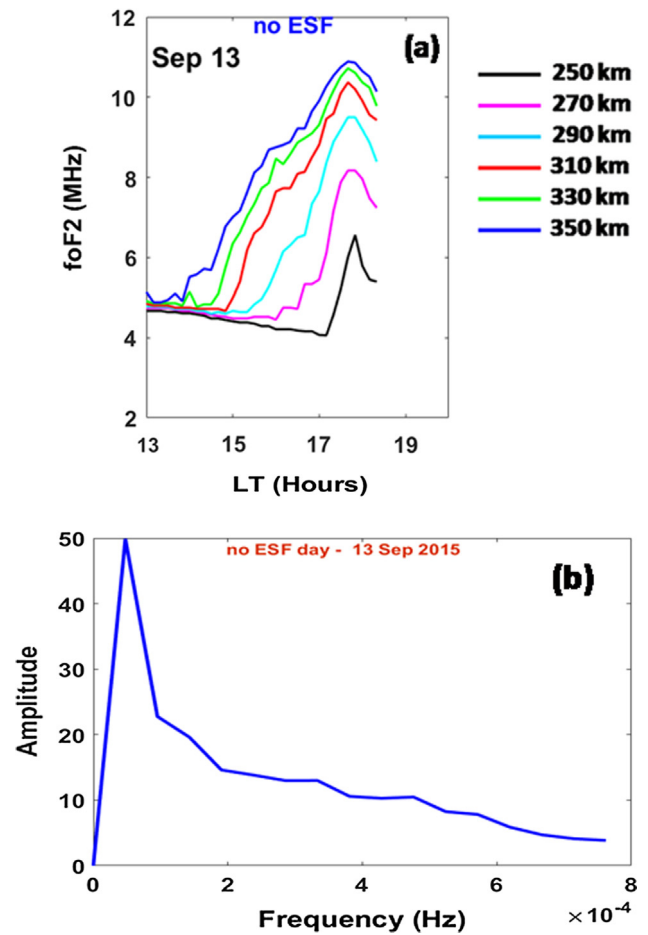 12
no ESF
(a)
Sep 13
10
8
6
4
2
foF2 (MHz)
13
15
17
19
LT (Hours)
250 km
270 km
290 km
310 km
330 km
350 km
50
no ESF day - 13 Sep 2015
(b)
40
30
20
10
0
Amplitude
0
2
4
6
8
×10⁻⁴
Frequency (Hz)